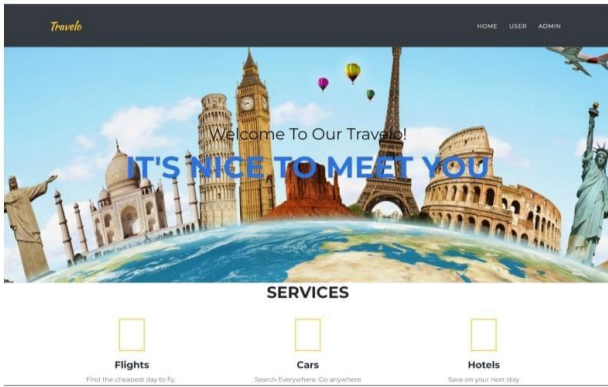 Travelo
HOME USER ADMIN
Welcome To Our Travelo!
IT'S NICE TO MEET YOU
SERVICES
Flights Cars Hotels
Find the cheapest day to fly. Search Everywhere, Go anywhere Save on your next stay